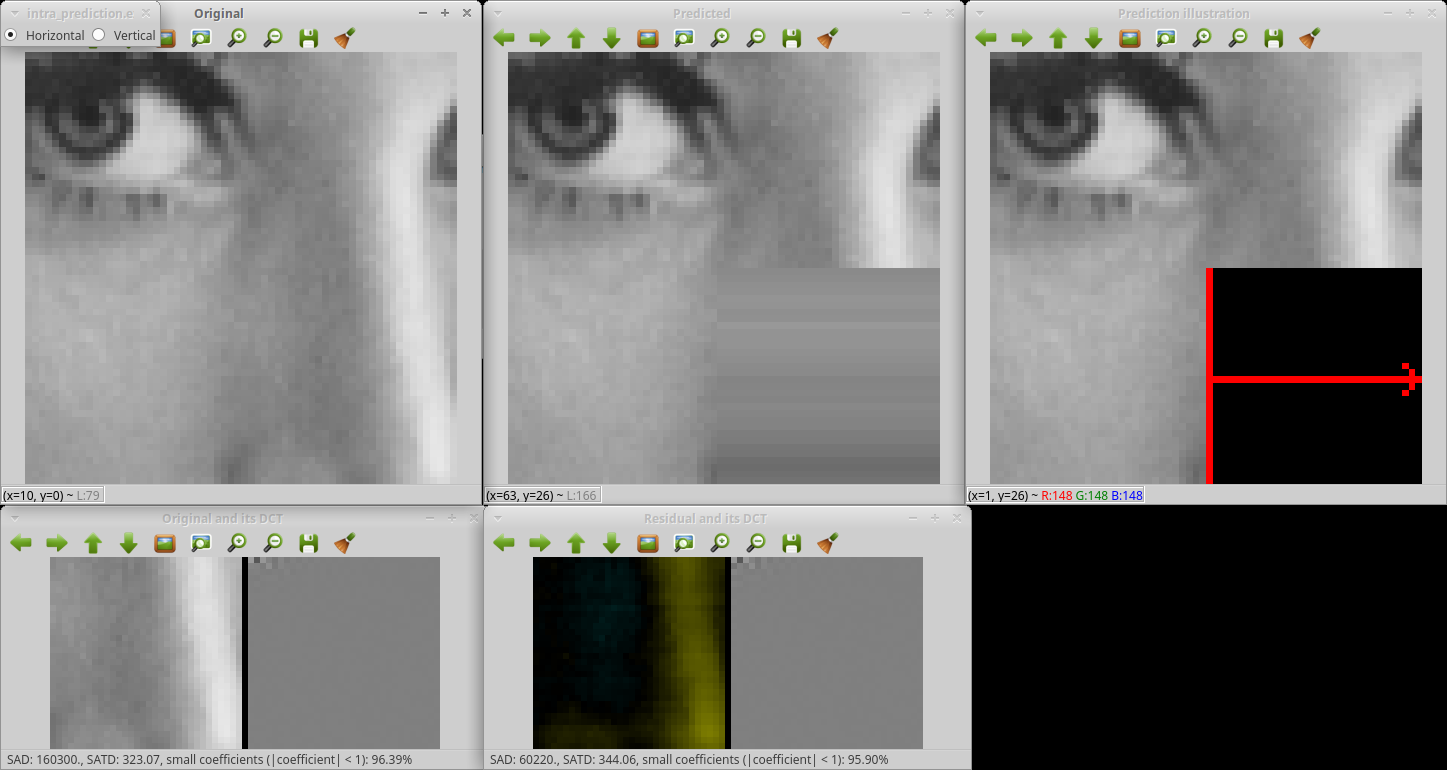 intra_prediction.e
Original
Predicted
Prediction illustration
Horizontal
Vertical
(x=10, y=0) ~ L:79
(x=63, y=26) ~ L:166
(x=1, y=26) ~ R:148 G:148 B:148
Original and its DCT
Residual and its DCT
SAD: 160300., SATD: 323.07, small coefficients (|coefficient| < 1): 96.39%
SAD: 60220., SATD: 344.06, small coefficients (|coefficient| < 1): 95.90%